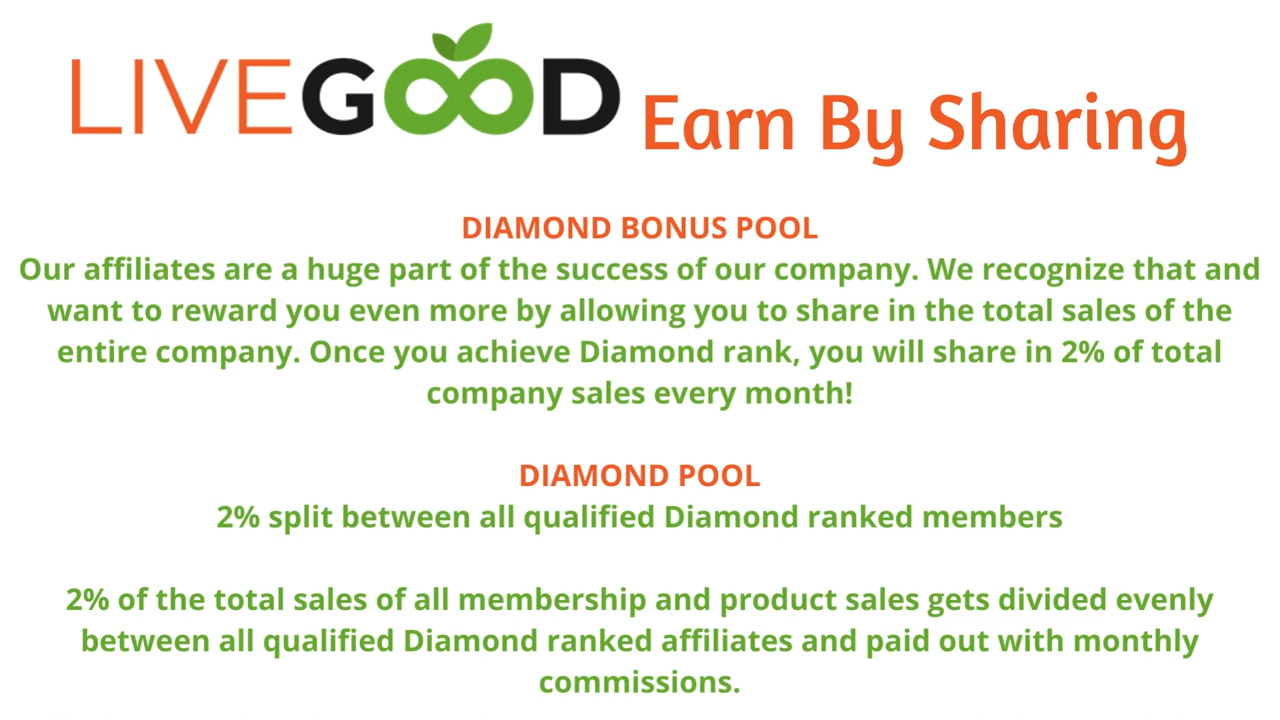 LIVEGOOD Earn By Sharing
DIAMOND BONUS POOL
Our affiliates are a huge part of the success of our company. We recognize that and
want to reward you even more by allowing you to share in the total sales of the
entire company. Once you achieve Diamond rank, you will share in 2% of total
company sales every month!
DIAMOND POOL
2% split between all qualified Diamond ranked members
2% of the total sales of all membership and product sales gets divided evenly
between all qualified Diamond ranked affiliates and paid out with monthly
commissions.